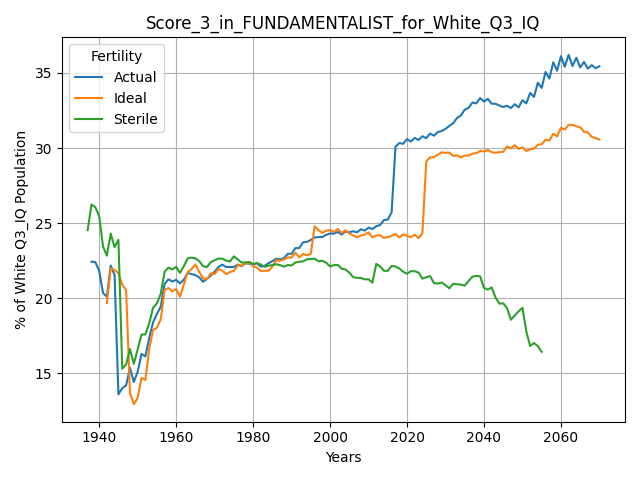 Score_3_in_FUNDAMENTALIST_for_White_Q3_IQ
Fertility
Actual
Ideal
Sterile
% of White Q3_IQ Population
35
30
25
20
15
1940 1960 1980 2000 2020 2040 2060
Years